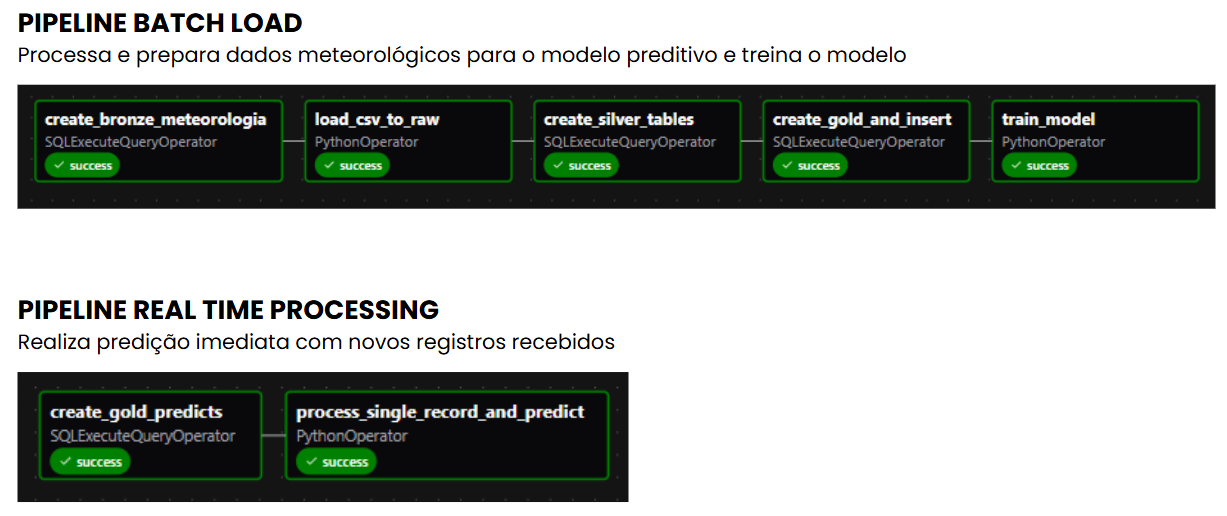 PIPELINE BATCH LOAD
Processa e prepara dados meteorológicos para o modelo preditivo e treina o modelo
create_bronze_meteorologia
SQLExecuteQueryOperator
success
load_csv_to_raw
PythonOperator
success
create_silver_tables
SQLExecuteQueryOperator
success
create_gold_and_insert
SQLExecuteQueryOperator
success
train_model
PythonOperator
success
PIPELINE REAL TIME PROCESSING
Realiza predição imediata com novos registros recebidos
create_gold_predicts
SQLExecuteQueryOperator
success
process_single_record_and_predict
PythonOperator
success